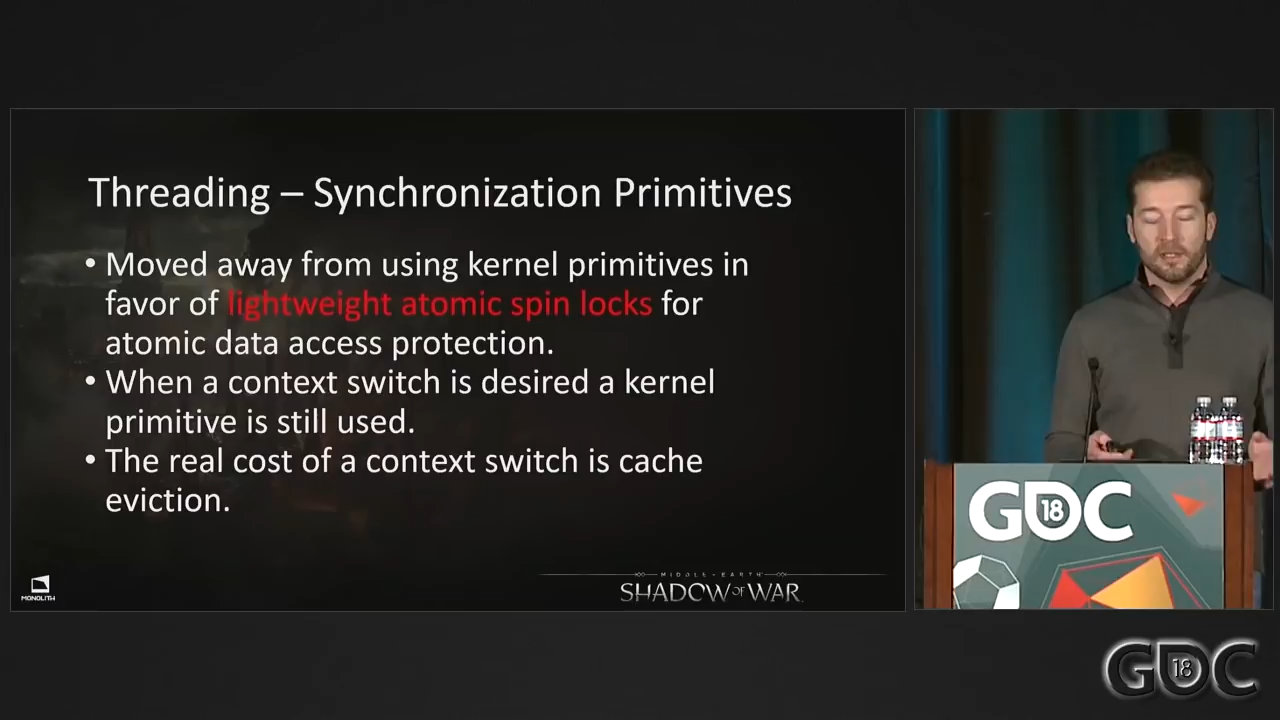 Threading – Synchronization Primitives
• Moved away from using kernel primitives in
favor of lightweight atomic spin locks for
atomic data access protection.
• When a context switch is desired a kernel
primitive is still used.
• The real cost of a context switch is cache
eviction.
MONOLITH
MIDDLE-EARTH
SHADOW OF WAR
GDC 18
GDC 18